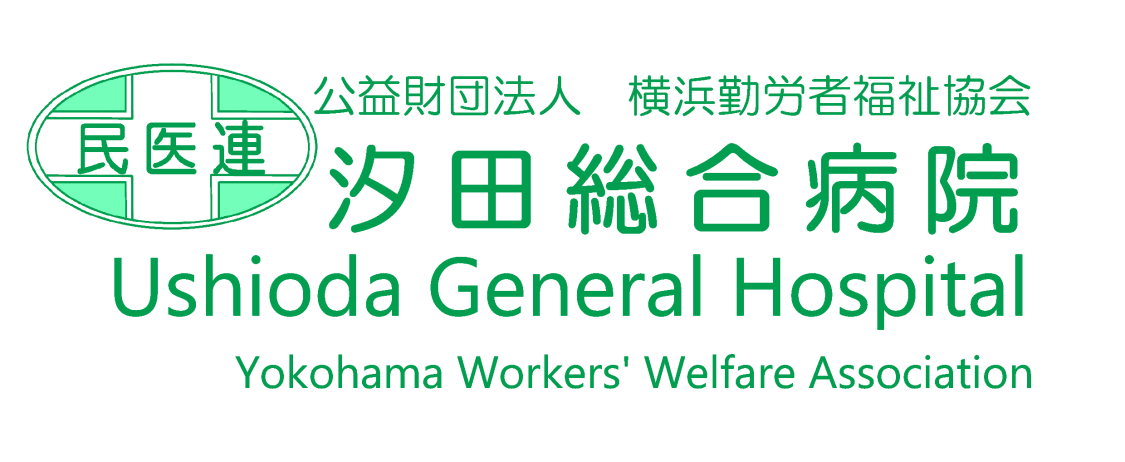 民医連
公益財団法人　横浜勤労者福祉協会
汐田総合病院
Ushioda General Hospital
Yokohama Workers' Welfare Association